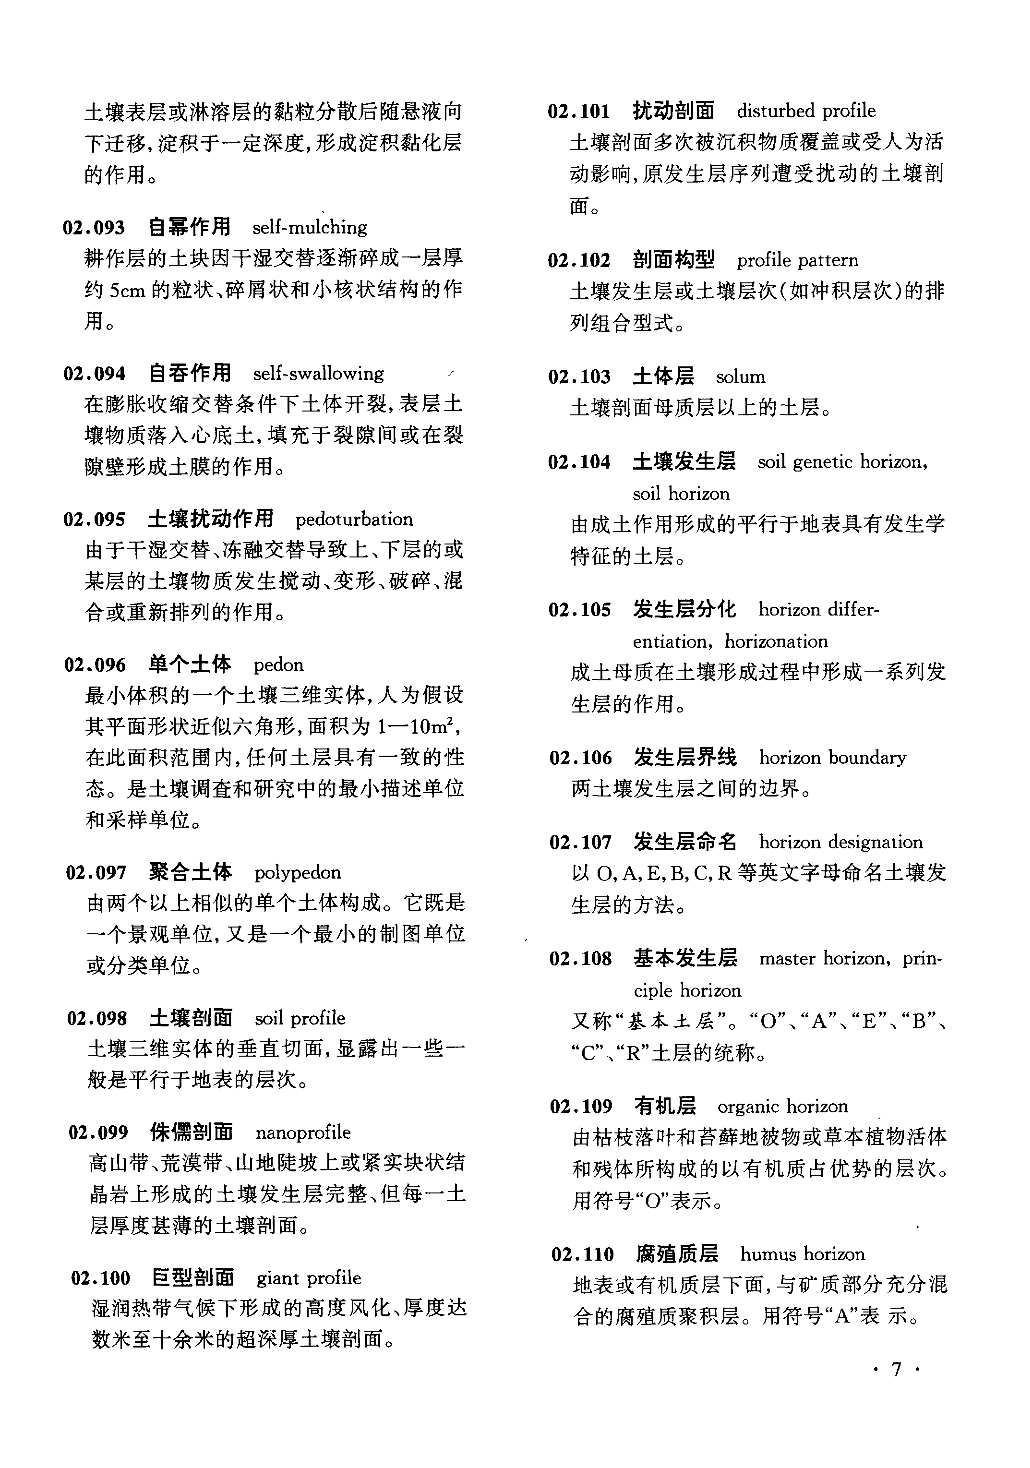 土壤表层或淋溶层的黏粒分散后随悬液向
下迁移,淀积于一定深度,形成淀积黏化层
的作用。
02.093 自幂作用 self-mulching
耕作层的土块因干湿交替逐渐碎成一层厚
约5cm的粒状、碎屑状和小核状结构的作
用。
02.094 自吞作用 self-swallowing
在膨胀收缩交替条件下土体开裂,表层土
壤物质落入心底土,填充于裂隙间或在裂
隙壁形成土膜的作用。
02.095 土壤扰动作用 pedoturbation
由于干湿交替、冻融交替导致上、下层的或
某层的土壤物质发生搅动、变形、破碎、混
合或重新排列的作用。
02.096 单个土体 pedon
最小体积的一个土壤三维实体,人为假设
其平面形状近似六角形,面积为1—10m²,
在此面积范围内,任何土层具有一致的性
态。是土壤调查和研究中的最小描述单位
和采样单位。
02.097 聚合土体 polypedon
由两个以上相似的单个土体构成。它既是
一个景观单位,又是一个最小的制图单位
或分类单位。
02.098 土壤剖面 soil profile
土壤三维实体的垂直切面,显露出一些一
般是平行于地表的层次。
02.099 侏儒剖面 nanoprofile
高山带、荒漠带、山地陡坡上或紧实块状结
晶岩上形成的土壤发生层完整、但每一土
层厚度甚薄的土壤剖面。
02.100 巨型剖面 giant profile
湿润热带气候下形成的高度风化、厚度达
数米至十余米的超深厚土壤剖面。
02.101 扰动剖面 disturbed profile
土壤剖面多次被沉积物质覆盖或受人为活
动影响,原发生层序列遭受扰动的土壤剖
面。
02.102 剖面构型 profile pattern
土壤发生层或土壤层次(如冲积层次)的排
列组合型式。
02.103 土体层 solum
土壤剖面母质层以上的土层。
02.104 土壤发生层 soil genetic horizon,
soil horizon
由成土作用形成的平行于地表具有发生学
特征的土层。
02.105 发生层分化 horizon differ-
entiation, horizonation
成土母质在土壤形成过程中形成一系列发
生层的作用。
02.106 发生层界线 horizon boundary
两土壤发生层之间的边界。
02.107 发生层命名 horizon designation
以O,A,E,B,C,R等英文字母命名土壤发
生层的方法。
02.108 基本发生层 master horizon, prin-
ciple horizon
又称“基本土层”。“O”、“A”、“E”、“B”、
“C”、“R”土层的统称。
02.109 有机层 organic horizon
由枯枝落叶和苔藓地被物或草本植物活体
和残体所构成的以有机质占优势的层次。
用符号“O”表示。
02.110 腐殖质层 humus horizon
地表或有机质层下面,与矿质部分充分混
合的腐殖质聚积层。用符号“A”表 示。
· 7 ·